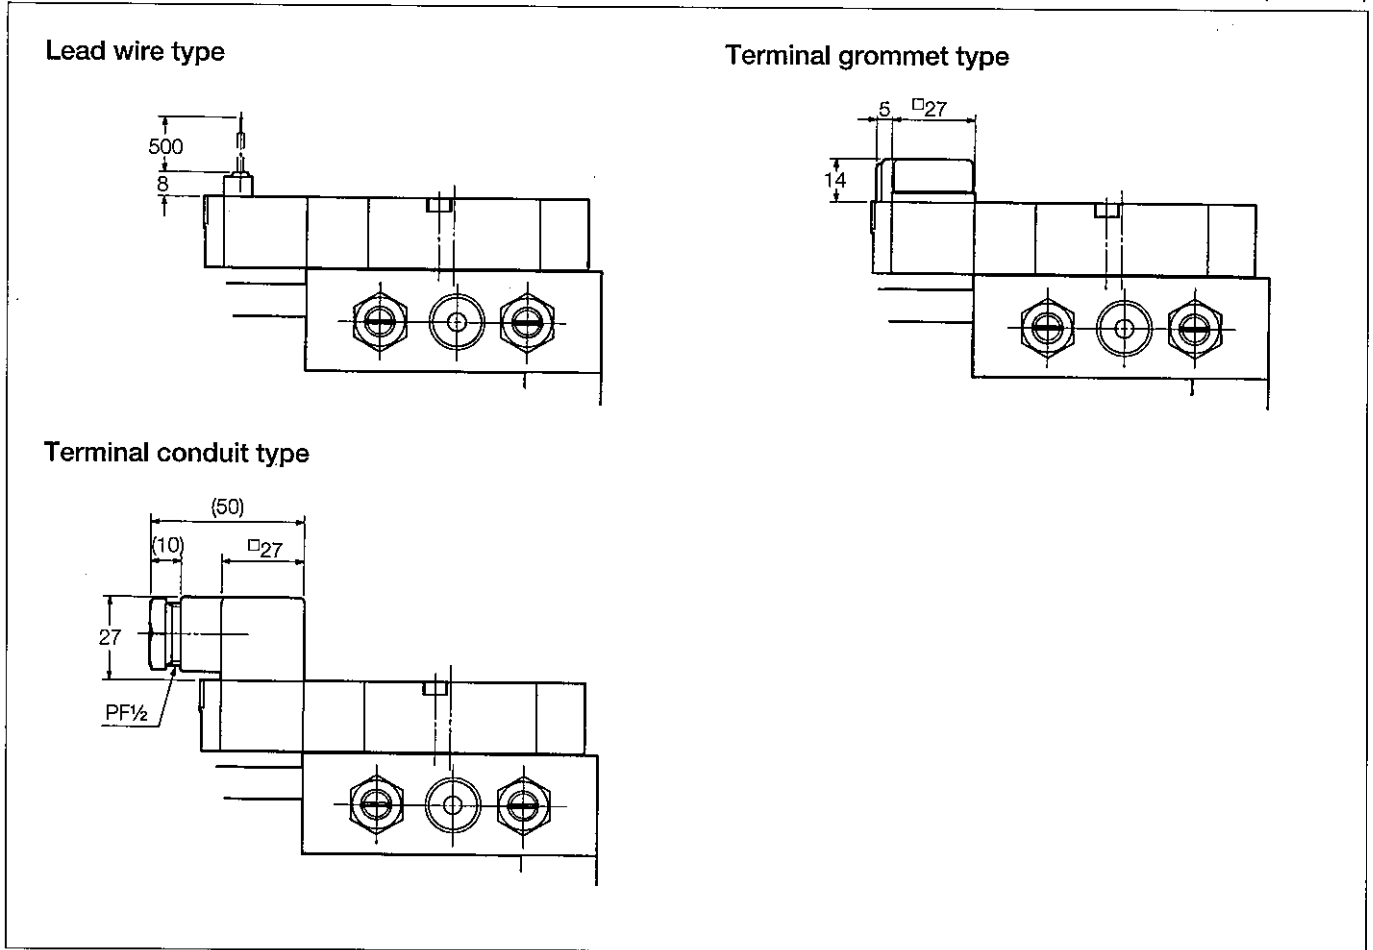 Lead wire type
500
8
Terminal grommet type
5 □27
14
Terminal conduit type
(50)
(10) □27
27
PF½